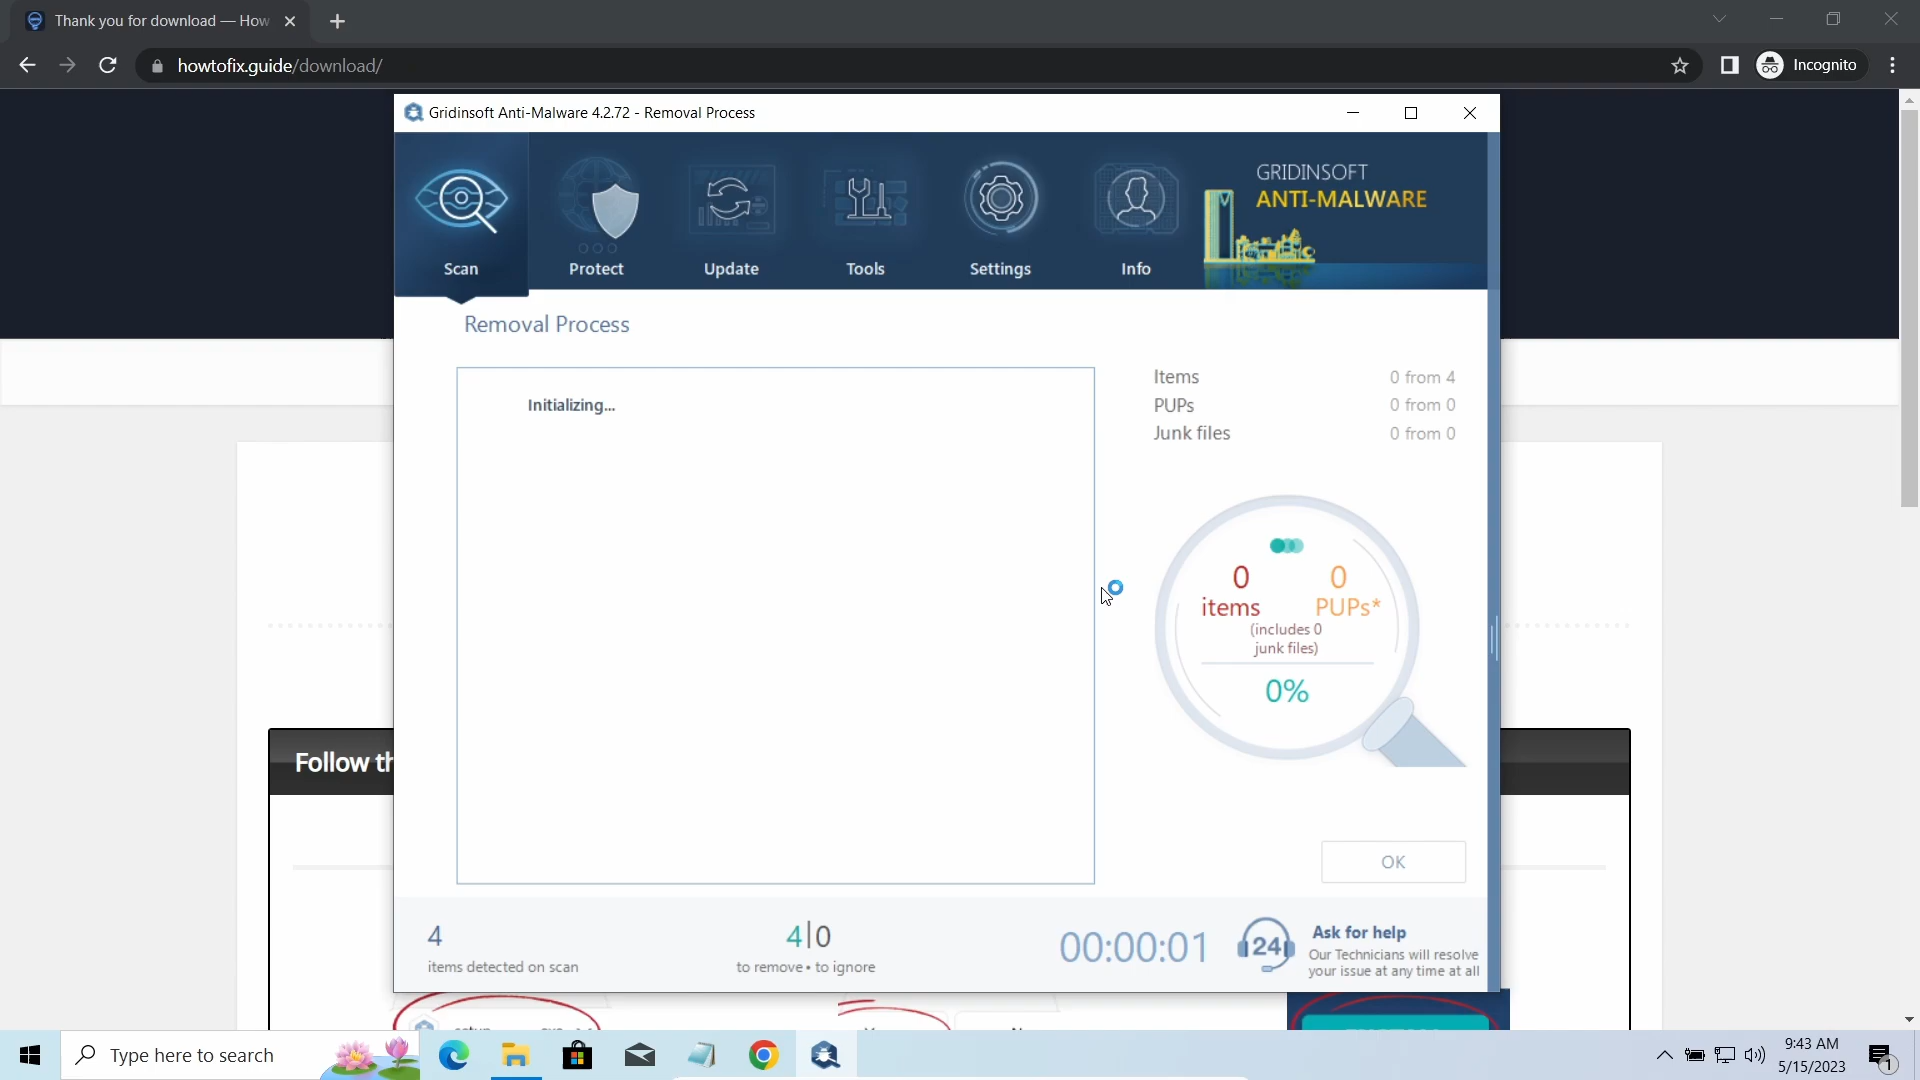 Thank you for download — How
howtofix.guide/download/
Incognito
Gridinsoft Anti-Malware 4.2.72 - Removal Process
Scan
Protect
Update
Tools
Settings
Info
GRIDINSOFT
ANTI-MALWARE
Removal Process
Initializing...
Items 0 from 4
PUPs 0 from 0
Junk files 0 from 0
0 0
items PUPs*
(includes 0
junk files)
0%
OK
Follow th
4
items detected on scan
4|0
to remove • to ignore
00:00:01
24
Ask for help
Our Technicians will resolve
your issue at any time at all
Type here to search
9:43 AM
5/15/2023
1